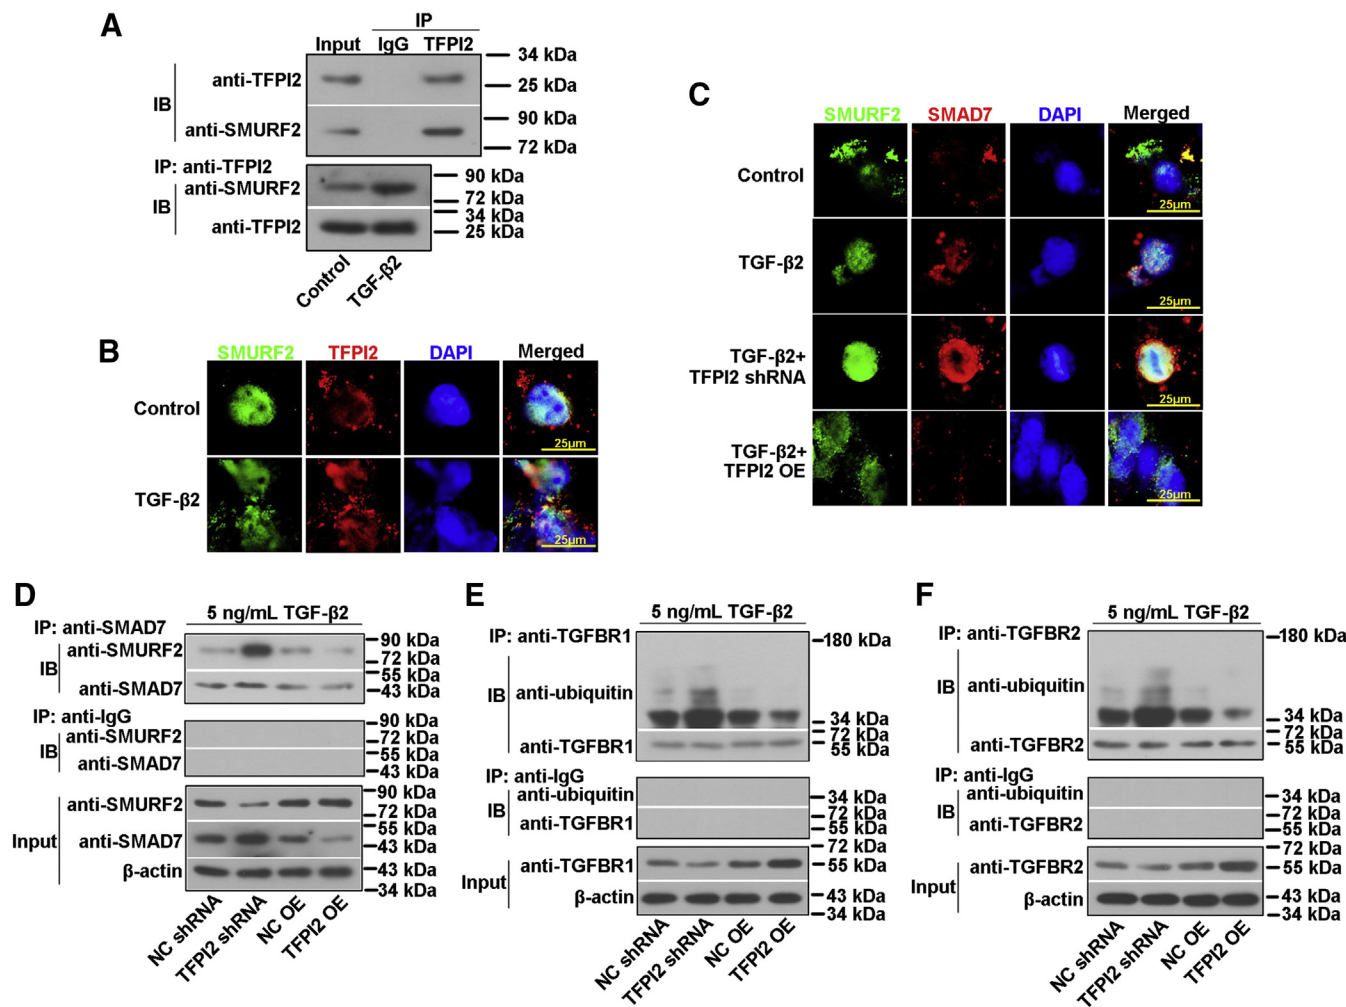 A
IP
Input IgG TFPI2
34 kDa
anti-TFPI2
25 kDa
IB
90 kDa
anti-SMURF2
72 kDa
IP: anti-TFPI2
90 kDa
anti-SMURF2
72 kDa
IB
34 kDa
anti-TFPI2
25 kDa
Control TGF-β2
B
SMURF2 TFPI2 DAPI Merged
Control
25μm
TGF-β2
25μm
C
SMURF2 SMAD7 DAPI Merged
Control
25μm
TGF-β2
25μm
TGF-β2+
TFPI2 shRNA
25μm
TGF-β2+
TFPI2 OE
25μm
D
5 ng/mL TGF-β2
IP: anti-SMAD7
90 kDa
anti-SMURF2
72 kDa
IB
55 kDa
anti-SMAD7
43 kDa
IP: anti-IgG
90 kDa
anti-SMURF2
72 kDa
IB
55 kDa
anti-SMAD7
43 kDa
90 kDa
anti-SMURF2
72 kDa
55 kDa
Input
anti-SMAD7
43 kDa
β-actin
43 kDa
34 kDa
NC shRNA TFPI2 shRNA NC OE TFPI2 OE
E
5 ng/mL TGF-β2
IP: anti-TGFBR1
180 kDa
IB
anti-ubiquitin
34 kDa
72 kDa
anti-TGFBR1
55 kDa
IP: anti-IgG
anti-ubiquitin
34 kDa
IB
72 kDa
anti-TGFBR1
55 kDa
72 kDa
anti-TGFBR1
55 kDa
Input
β-actin
43 kDa
34 kDa
NC shRNA TFPI2 shRNA NC OE TFPI2 OE
F
5 ng/mL TGF-β2
IP: anti-TGFBR2
180 kDa
IB
anti-ubiquitin
34 kDa
72 kDa
anti-TGFBR2
55 kDa
IP: anti-IgG
anti-ubiquitin
34 kDa
IB
72 kDa
anti-TGFBR2
55 kDa
72 kDa
anti-TGFBR2
55 kDa
Input
β-actin
43 kDa
34 kDa
NC shRNA TFPI2 shRNA NC OE TFPI2 OE